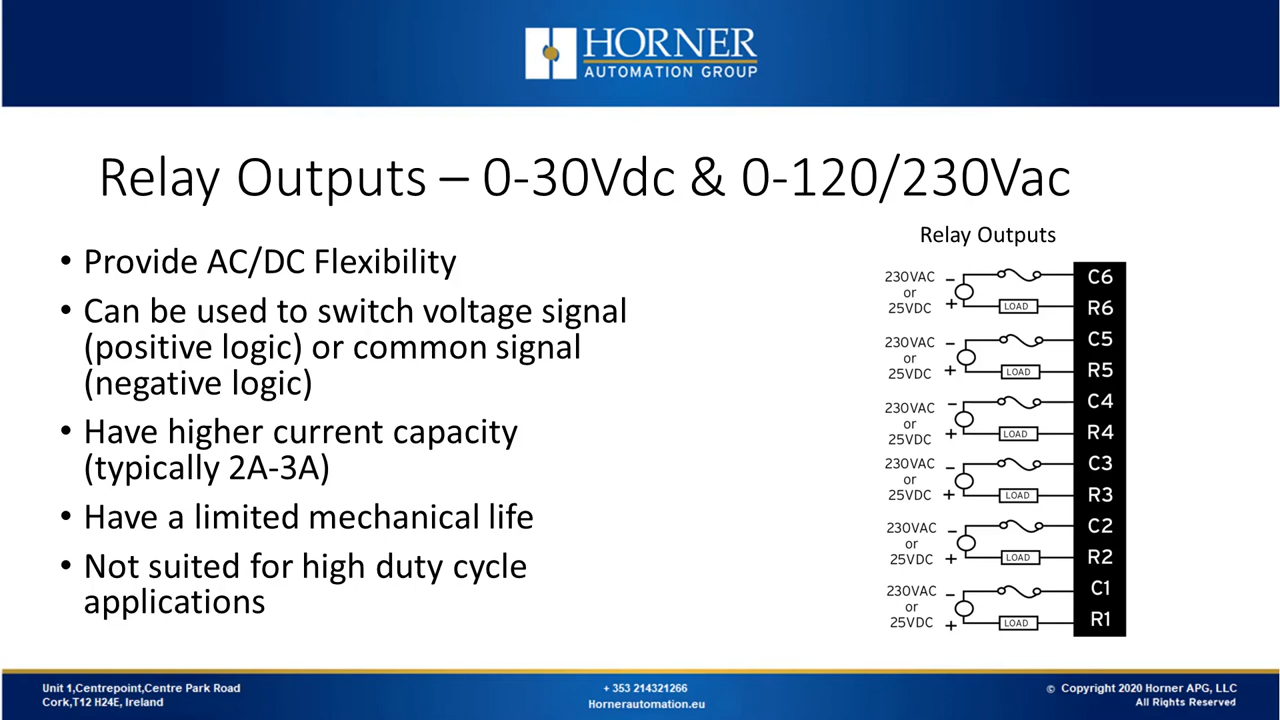 HORNER
AUTOMATION GROUP
Relay Outputs – 0-30Vdc & 0-120/230Vac
• Provide AC/DC Flexibility
• Can be used to switch voltage signal
(positive logic) or common signal
(negative logic)
• Have higher current capacity
(typically 2A-3A)
• Have a limited mechanical life
• Not suited for high duty cycle
applications
Relay Outputs
230VAC – C6
or
25VDC + LOAD R6
230VAC – C5
or
25VDC + LOAD R5
230VAC – C4
or
25VDC + LOAD R4
230VAC – C3
or
25VDC + LOAD R3
230VAC – C2
or
25VDC + LOAD R2
230VAC – C1
or
25VDC + LOAD R1
Unit 1,Centrepoint,Centre Park Road
Cork,T12 H24E, Ireland
+ 353 214321266
Hornerautomation.eu
© Copyright 2020 Horner APG, LLC
All Rights Reserved